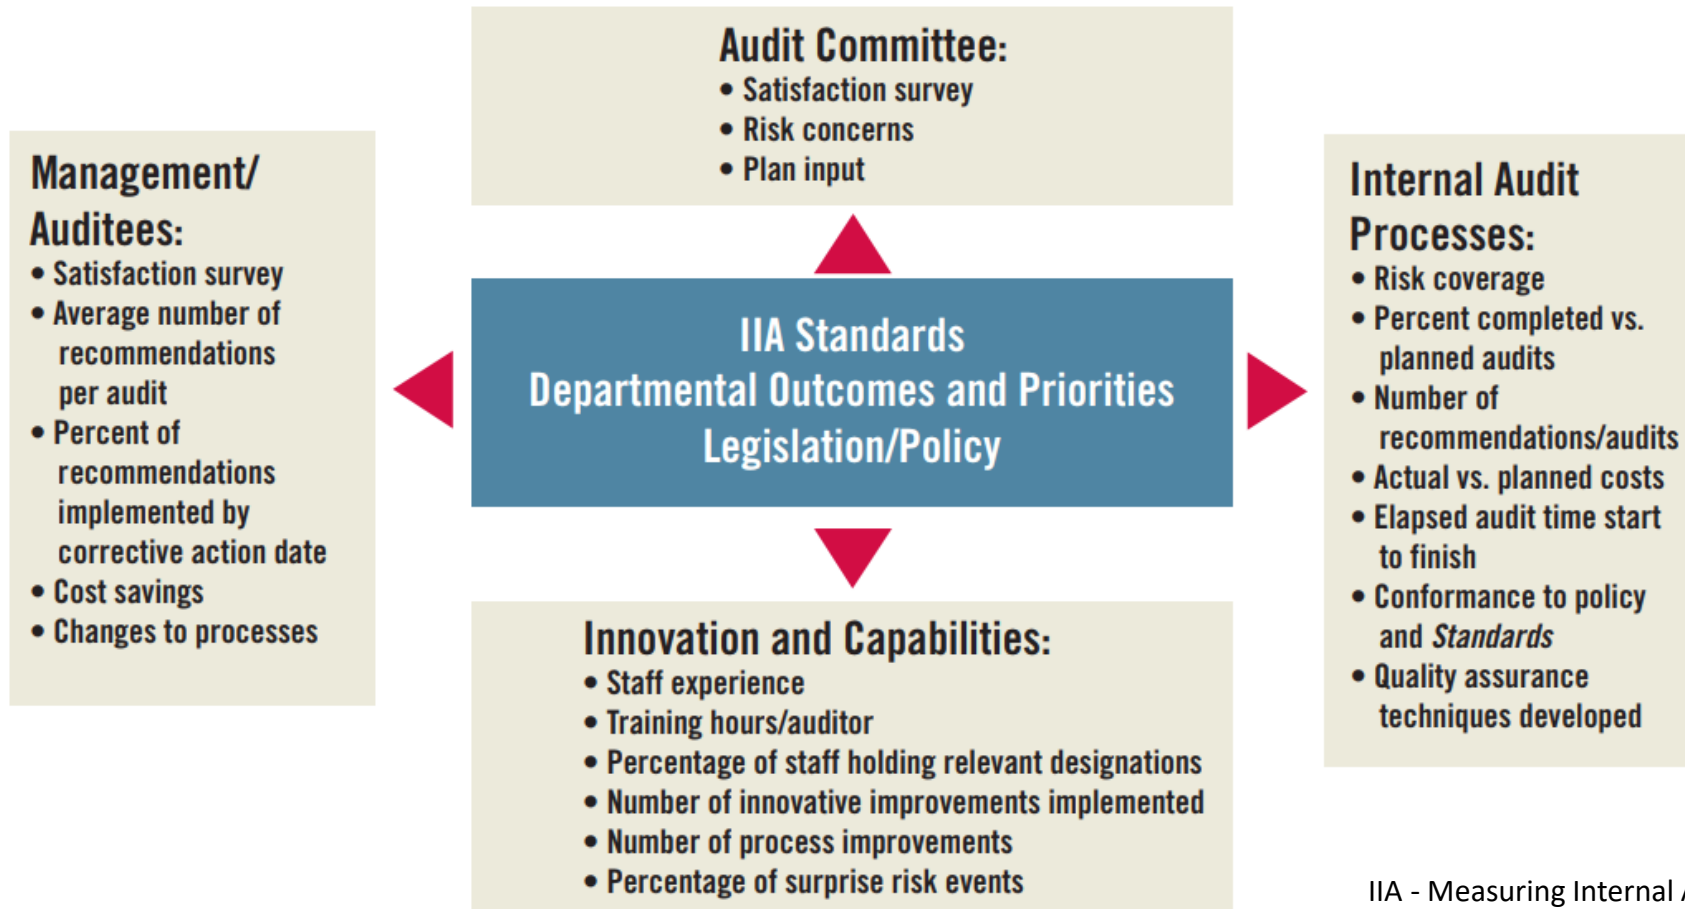 Audit Committee:
• Satisfaction survey
• Risk concerns
• Plan input
Management/
Auditees:
• Satisfaction survey
• Average number of
recommendations
per audit
• Percent of
recommendations
implemented by
corrective action date
• Cost savings
• Changes to processes
IIA Standards
Departmental Outcomes and Priorities
Legislation/Policy
Internal Audit
Processes:
• Risk coverage
• Percent completed vs.
planned audits
• Number of
recommendations/audits
• Actual vs. planned costs
• Elapsed audit time start
to finish
• Conformance to policy
and Standards
• Quality assurance
techniques developed
Innovation and Capabilities:
• Staff experience
• Training hours/auditor
• Percentage of staff holding relevant designations
• Number of innovative improvements implemented
• Number of process improvements
• Percentage of surprise risk events
IIA - Measuring Internal